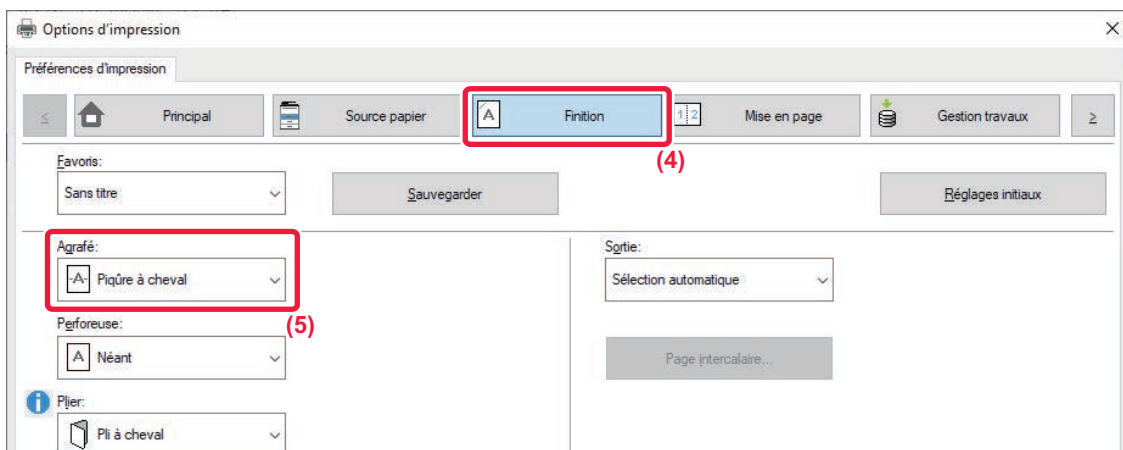 Options d'impression
Préférences d'impression
< Principal Source papier A Finition 1 2 Mise en page Gestion travaux >
(4)
Favoris:
Sans titre Sauvegarder Réglages initiaux
Agrafé: Sortie:
-A- Piqûre à cheval Sélection automatique
(5)
Perforeuse:
A Néant Page intercalaire...
i Plier:
Pli à cheval